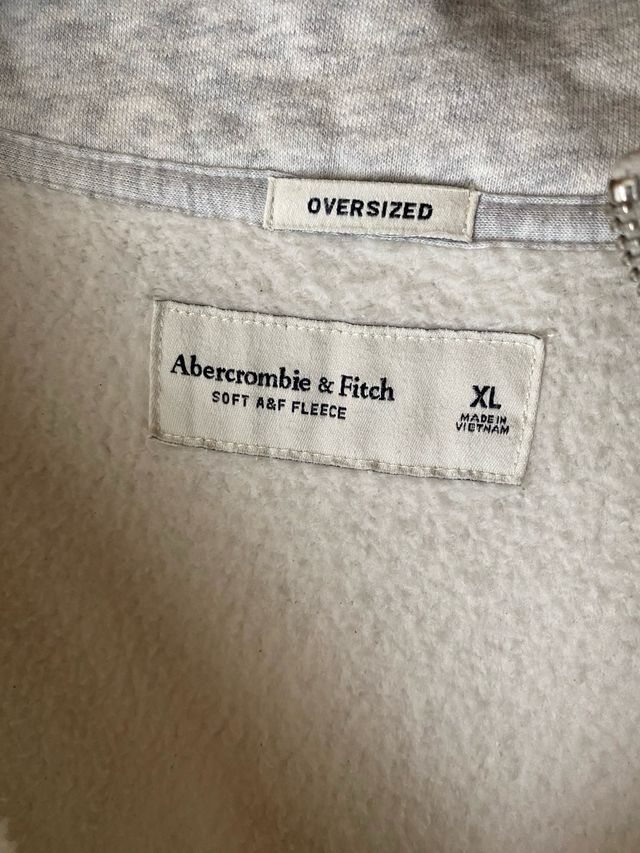 OVERSIZED
Abercrombie & Fitch
SOFT A&F FLEECE
XL
MADE IN
VIETNAM